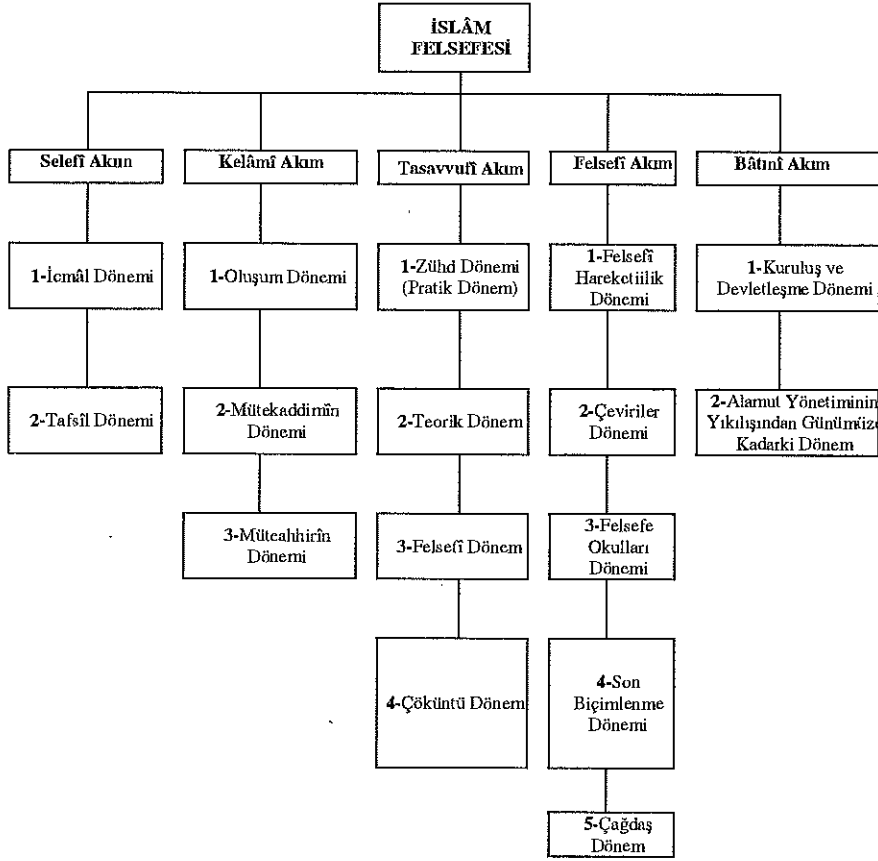 İSLÂM
FELSEFESİ
Selefî Akım
Kelâmî Akım
Tasavvufî Akım
Felsefî Akım
Bâtınî Akım
1-İcmâl Dönemi
1-Oluşum Dönemi
1-Zühd Dönemi
(Pratik Dönem)
1-Felsefî
Hareketlilik
Dönemi
1-Kuruluş ve
Devletleşme Dönemi
2-Tafsîl Dönemi
2-Mütekaddimîn
Dönemi
2-Teorik Dönem
2-Çeviriler
Dönemi
2-Alamut Yönetiminin
Yıkılışından Günümüze
Kadarki Dönem
3-Müteahhirîn
Dönemi
3-Felsefî Dönem
3-Felsefe
Okulları
Dönemi
4-Çöküntü Dönem
4-Son
Biçimlenme
Dönemi
5-Çağdaş
Dönem